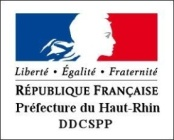 Liberté • Égalité • Fraternité
RÉPUBLIQUE FRANÇAISE
Préfecture du Haut-Rhin
DDCSPP